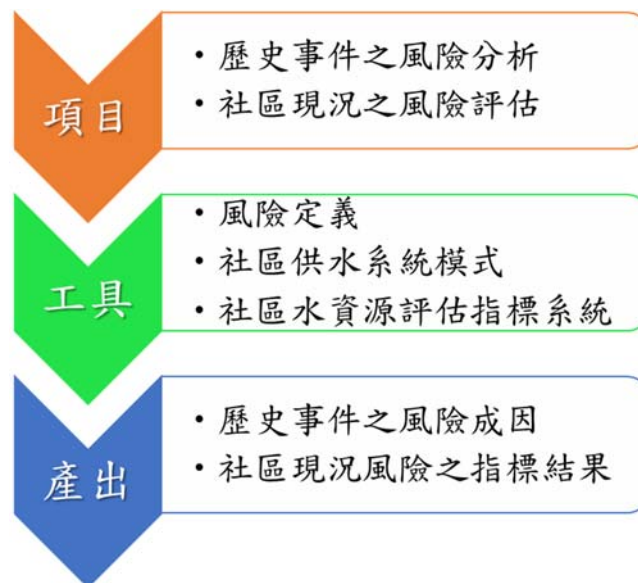 項目
• 歷史事件之風險分析
• 社區現況之風險評估
工具
• 風險定義
• 社區供水系統模式
• 社區水資源評估指標系統
產出
• 歷史事件之風險成因
• 社區現況風險之指標結果